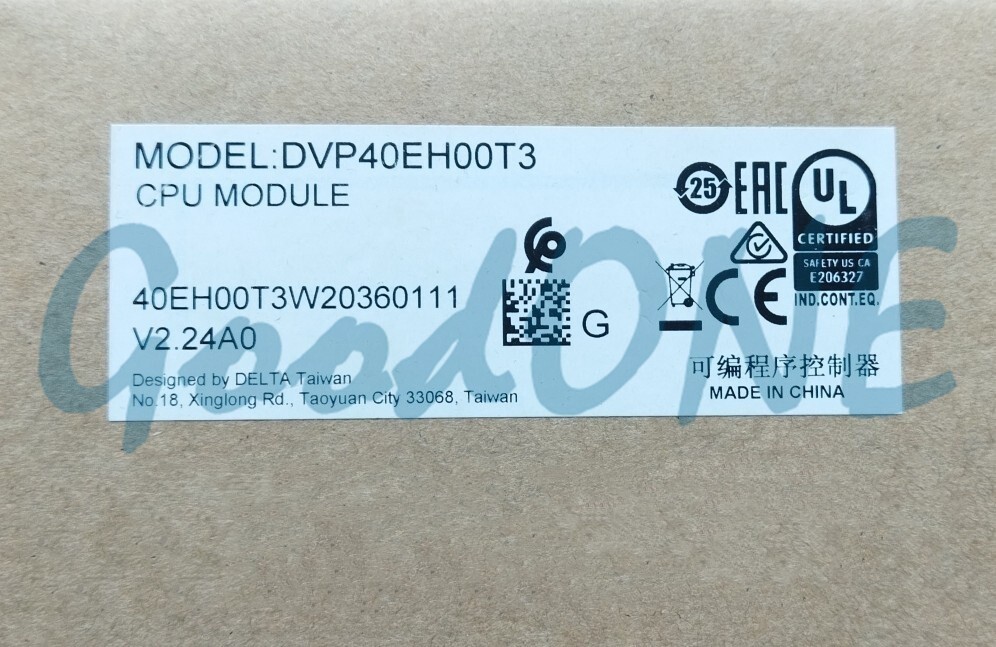 MODEL:DVP40EH00T3
CPU MODULE
25
EAC
UL
CERTIFIED
SAFETY US CA
E206327
IND.CONT.EQ.
CE
40EH00T3W20360111
V2.24A0
G
Designed by DELTA Taiwan
No.18, Xinglong Rd., Taoyuan City 33068, Taiwan
可编程序控制器
MADE IN CHINA
GoodONE